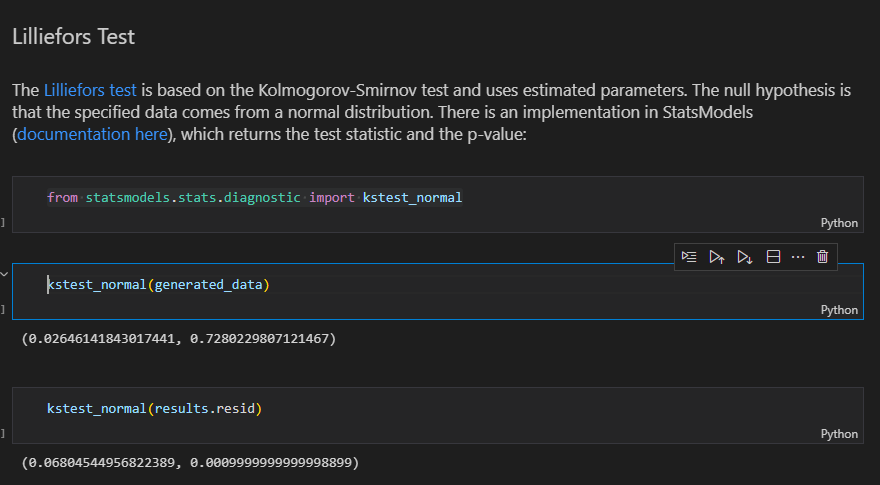 Lilliefors Test
The Lilliefors test is based on the Kolmogorov-Smirnov test and uses estimated parameters. The null hypothesis is
that the specified data comes from a normal distribution. There is an implementation in StatsModels
(documentation here), which returns the test statistic and the p-value:
from statsmodels.stats.diagnostic import kstest_normal
]
Python
kstest_normal(generated_data)
]
Python
(0.02646141843017441, 0.7280229807121467)
kstest_normal(results.resid)
]
Python
(0.06804544956822389, 0.0009999999999998899)